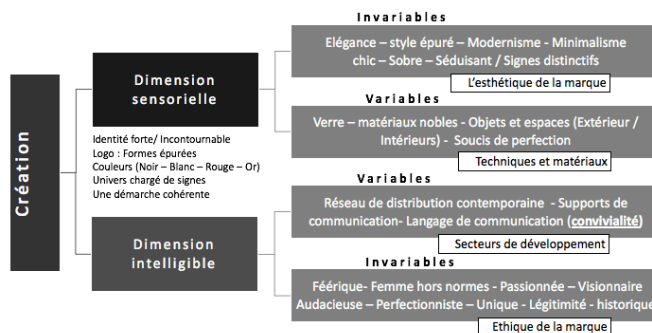 Création
Dimension
sensorielle
Identité forte/ Incontournable
Logo : Formes épurées
Couleurs (Noir – Blanc – Rouge – Or)
Univers chargé de signes
Une démarche cohérente
Dimension
intelligible
Invariables
Elégance – style épuré – Modernisme - Minimalisme
chic – Sobre – Séduisant / Signes distinctifs
L'esthétique de la marque
Variables
Verre – matériaux nobles - Objets et espaces (Extérieur /
Intérieurs) - Soucis de perfection
Techniques et matériaux
Variables
Réseau de distribution contemporaine - Supports de
communication- Langage de communication (convivialité)
Secteurs de développement
Invariables
Féérique- Femme hors normes - Passionnée – Visionnaire
Audacieuse – Perfectionniste – Unique - Légitimité - historique
Ethique de la marque